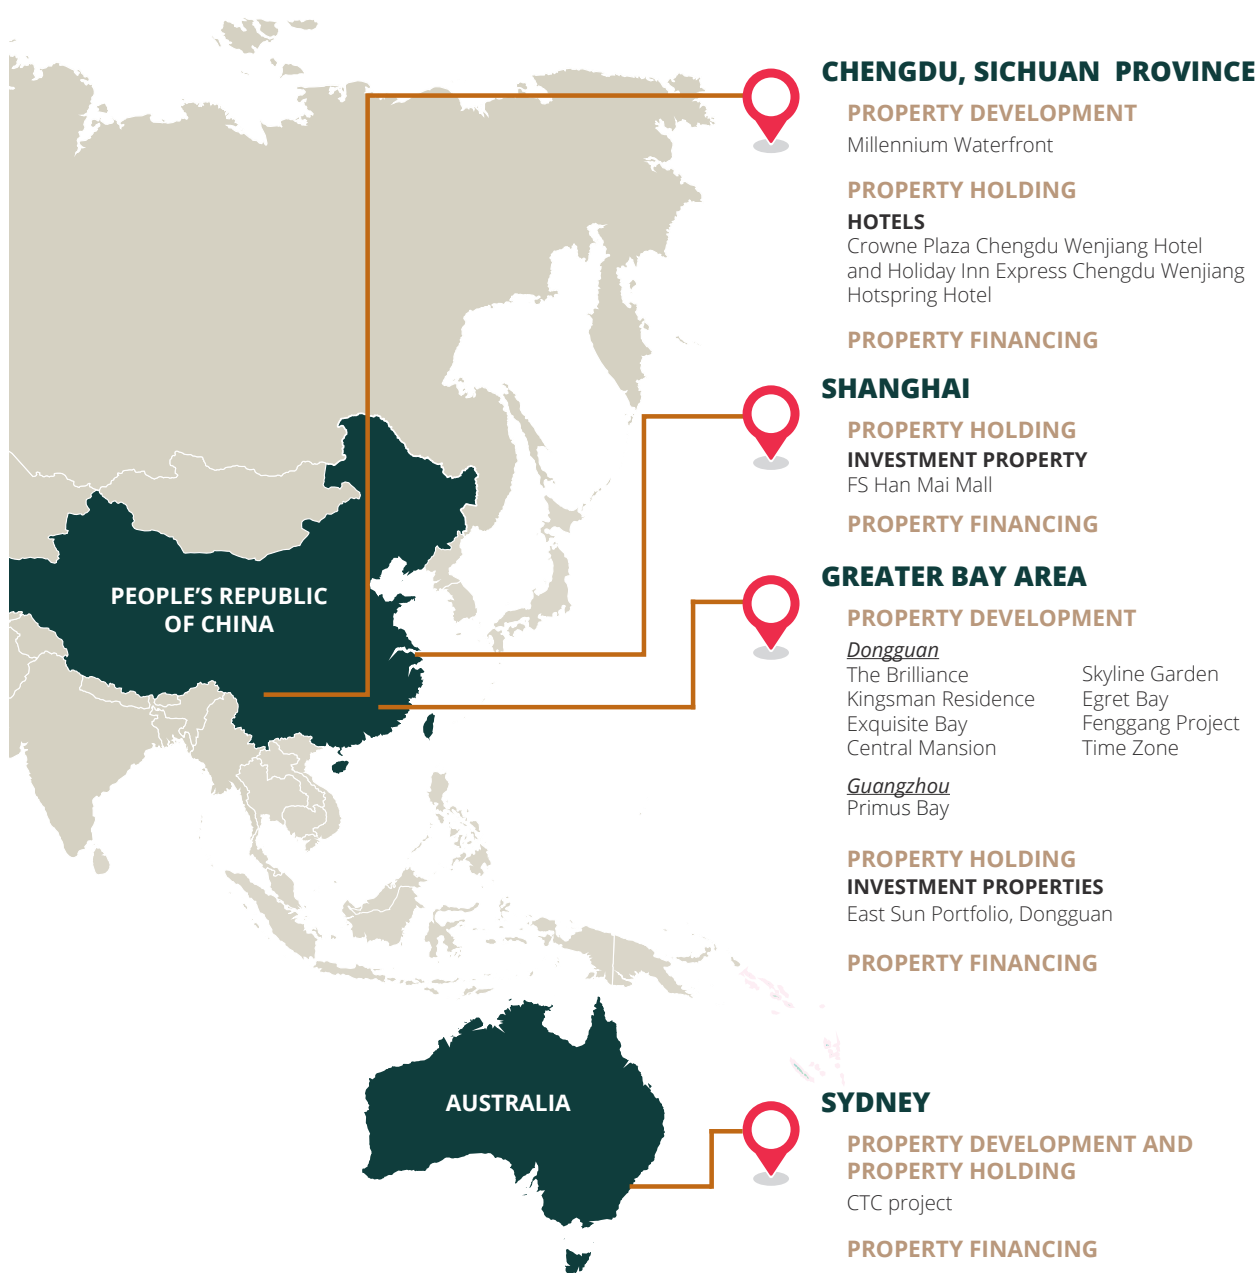 CHENGDU, SICHUAN PROVINCE
PROPERTY DEVELOPMENT
Millennium Waterfront
PROPERTY HOLDING
HOTELS
Crowne Plaza Chengdu Wenjiang Hotel
and Holiday Inn Express Chengdu Wenjiang
Hotspring Hotel
PROPERTY FINANCING
SHANGHAI
PROPERTY HOLDING
INVESTMENT PROPERTY
FS Han Mai Mall
PROPERTY FINANCING
PEOPLE'S REPUBLIC
OF CHINA
GREATER BAY AREA
PROPERTY DEVELOPMENT
Dongguan
The Brilliance
Kingsman Residence
Exquisite Bay
Central Mansion
Skyline Garden
Egret Bay
Fenggang Project
Time Zone
Guangzhou
Primus Bay
PROPERTY HOLDING
INVESTMENT PROPERTIES
East Sun Portfolio, Dongguan
PROPERTY FINANCING
AUSTRALIA
SYDNEY
PROPERTY DEVELOPMENT AND
PROPERTY HOLDING
CTC project
PROPERTY FINANCING